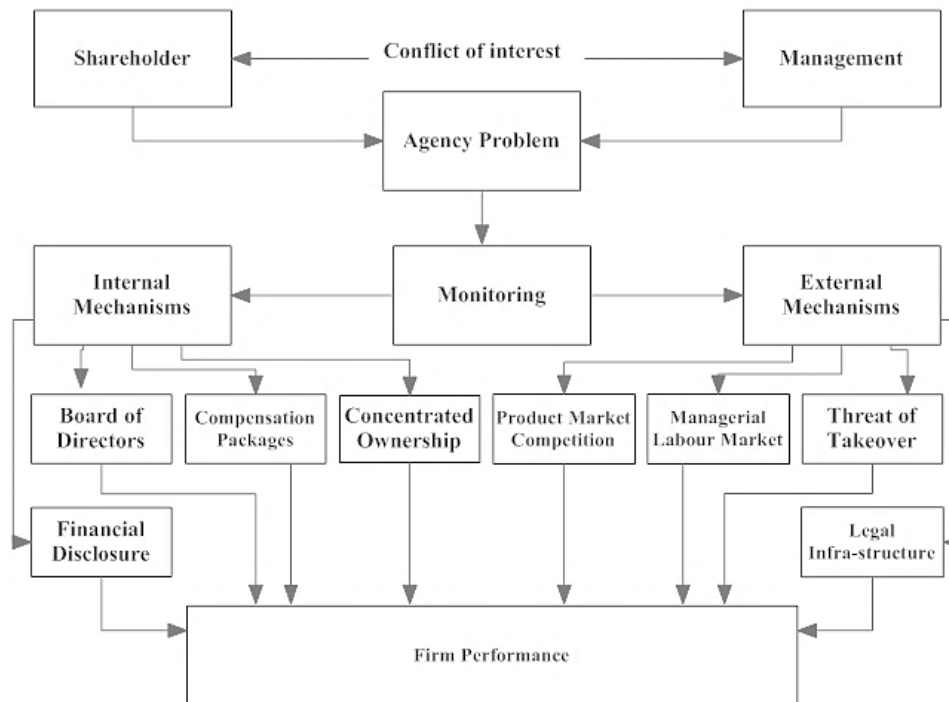 Shareholder
Conflict of interest
Management
Agency Problem
Internal
Mechanisms
Monitoring
External
Mechanisms
Board of
Directors
Compensation
Packages
Concentrated
Ownership
Product Market
Competition
Managerial
Labour Market
Threat of
Takeover
Financial
Disclosure
Legal
Infra-structure
Firm Performance